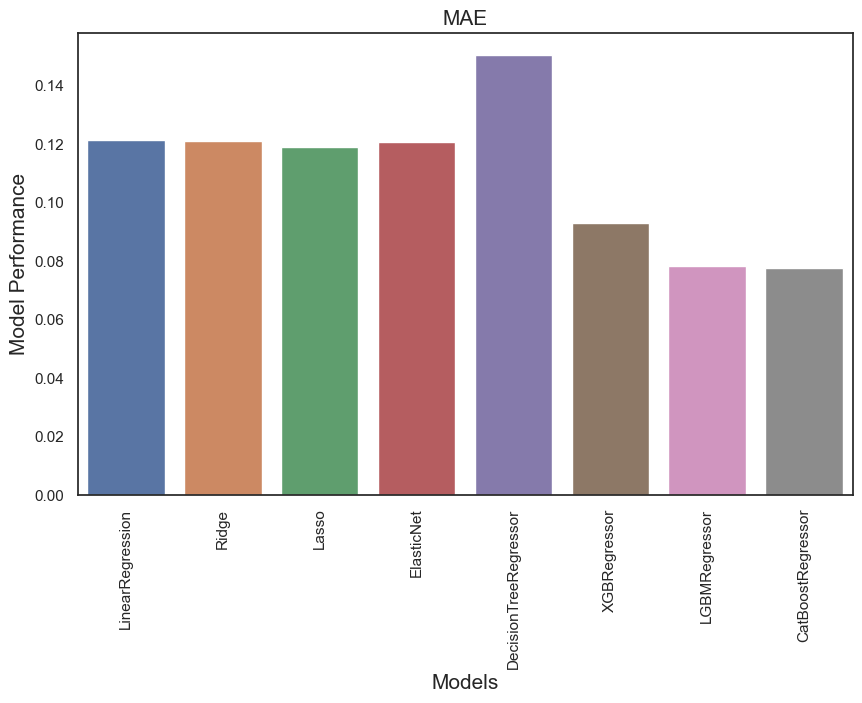 MAE
Model Performance
0.14
0.12
0.10
0.08
0.06
0.04
0.02
0.00
LinearRegression
Ridge
Lasso
ElasticNet
DecisionTreeRegressor
XGBRegressor
LGBMRegressor
CatBoostRegressor
Models